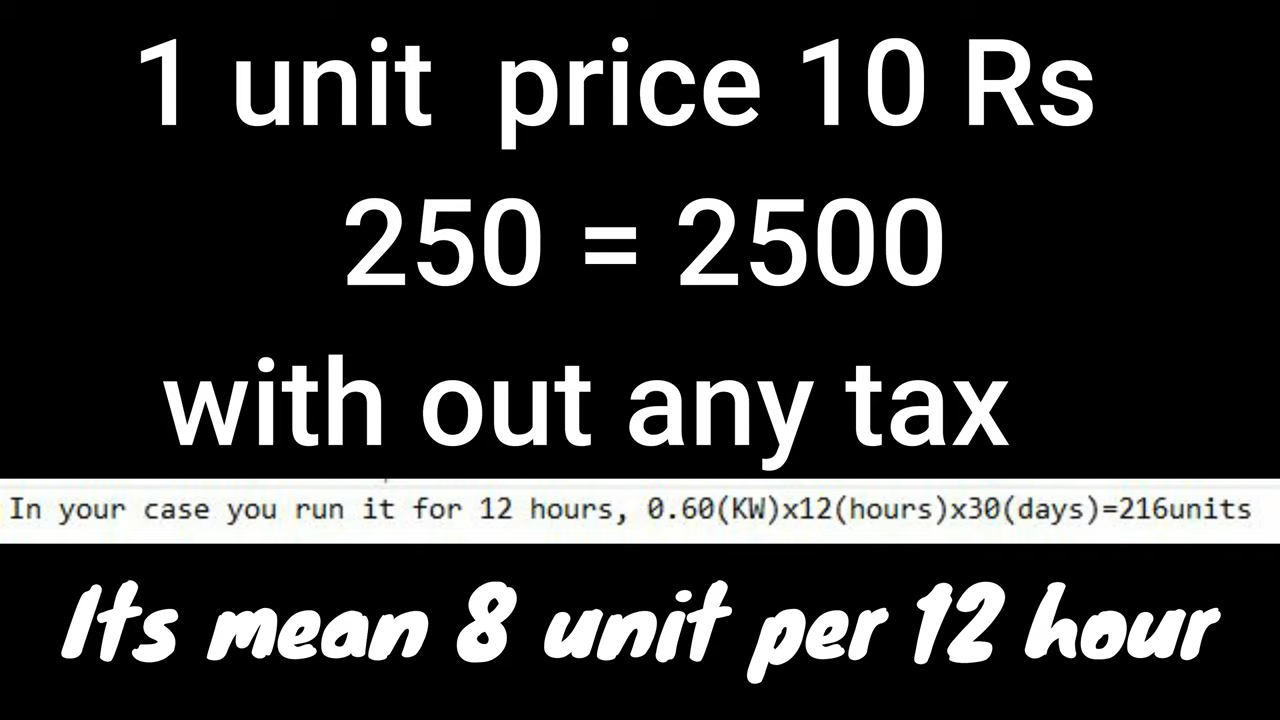 1 unit price 10 Rs
250 = 2500
with out any tax
In your case you run it for 12 hours, 0.60(KW)x12(hours)x30(days)=216units
Its mean 8 unit per 12 hour